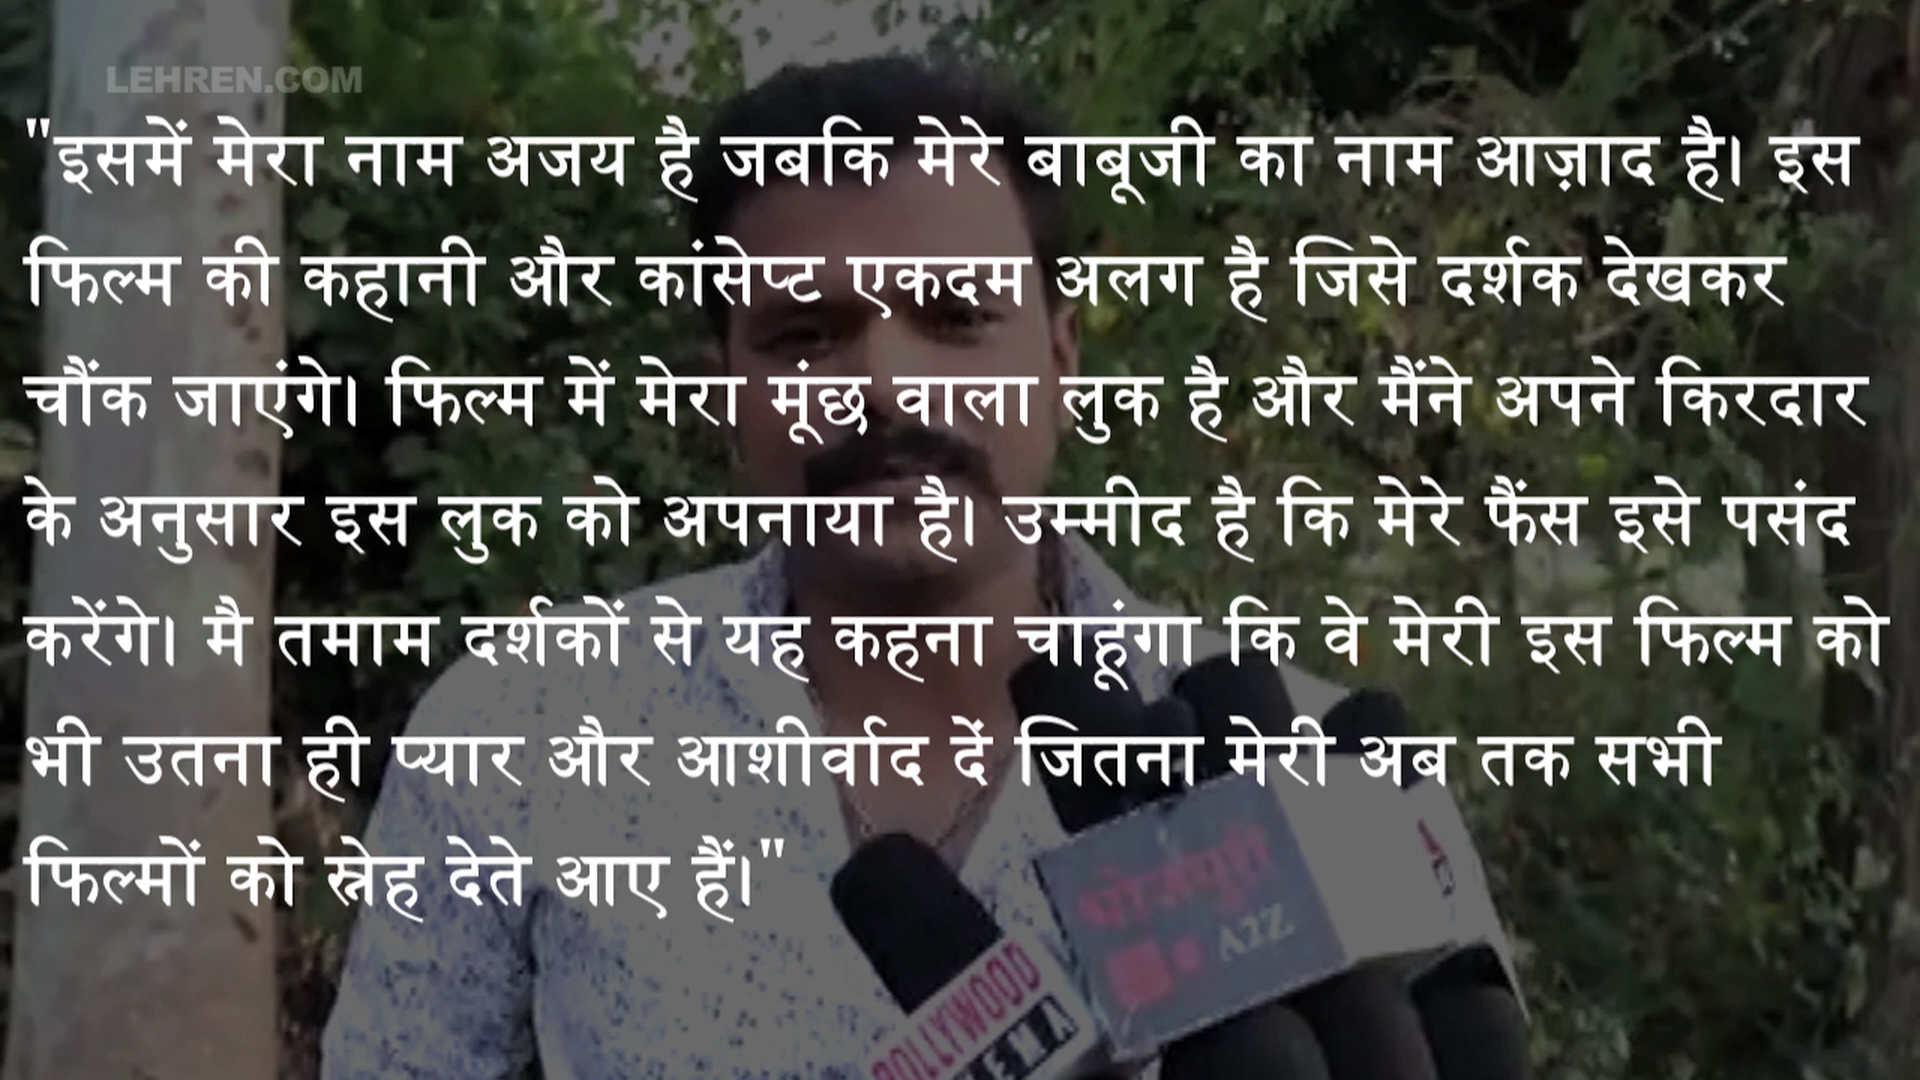 LEHREN.COM
"इसमें मेरा नाम अजय है जबकि मेरे बाबूजी का नाम आज़ाद है। इस
फिल्म की कहानी और कांसेप्ट एकदम अलग है जिसे दर्शक देखकर
चौंक जाएंगे। फिल्म में मेरा मूंछ वाला लुक है और मैंने अपने किरदार
के अनुसार इस लुक को अपनाया है। उम्मीद है कि मेरे फैंस इसे पसंद
करेंगे। मै तमाम दर्शकों से यह कहना चाहूंगा कि वे मेरी इस फिल्म को
भी उतना ही प्यार और आशीर्वाद दें जितना मेरी अब तक सभी
फिल्मों को स्नेह देते आए हैं।"
भोजपुरी
A2Z
BOLLYWOOD